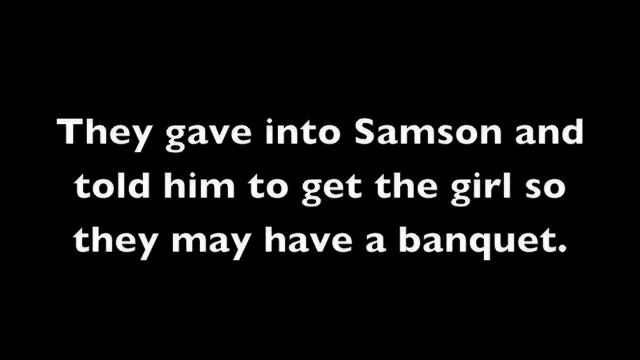 They gave into Samson and
told him to get the girl so
they may have a banquet.